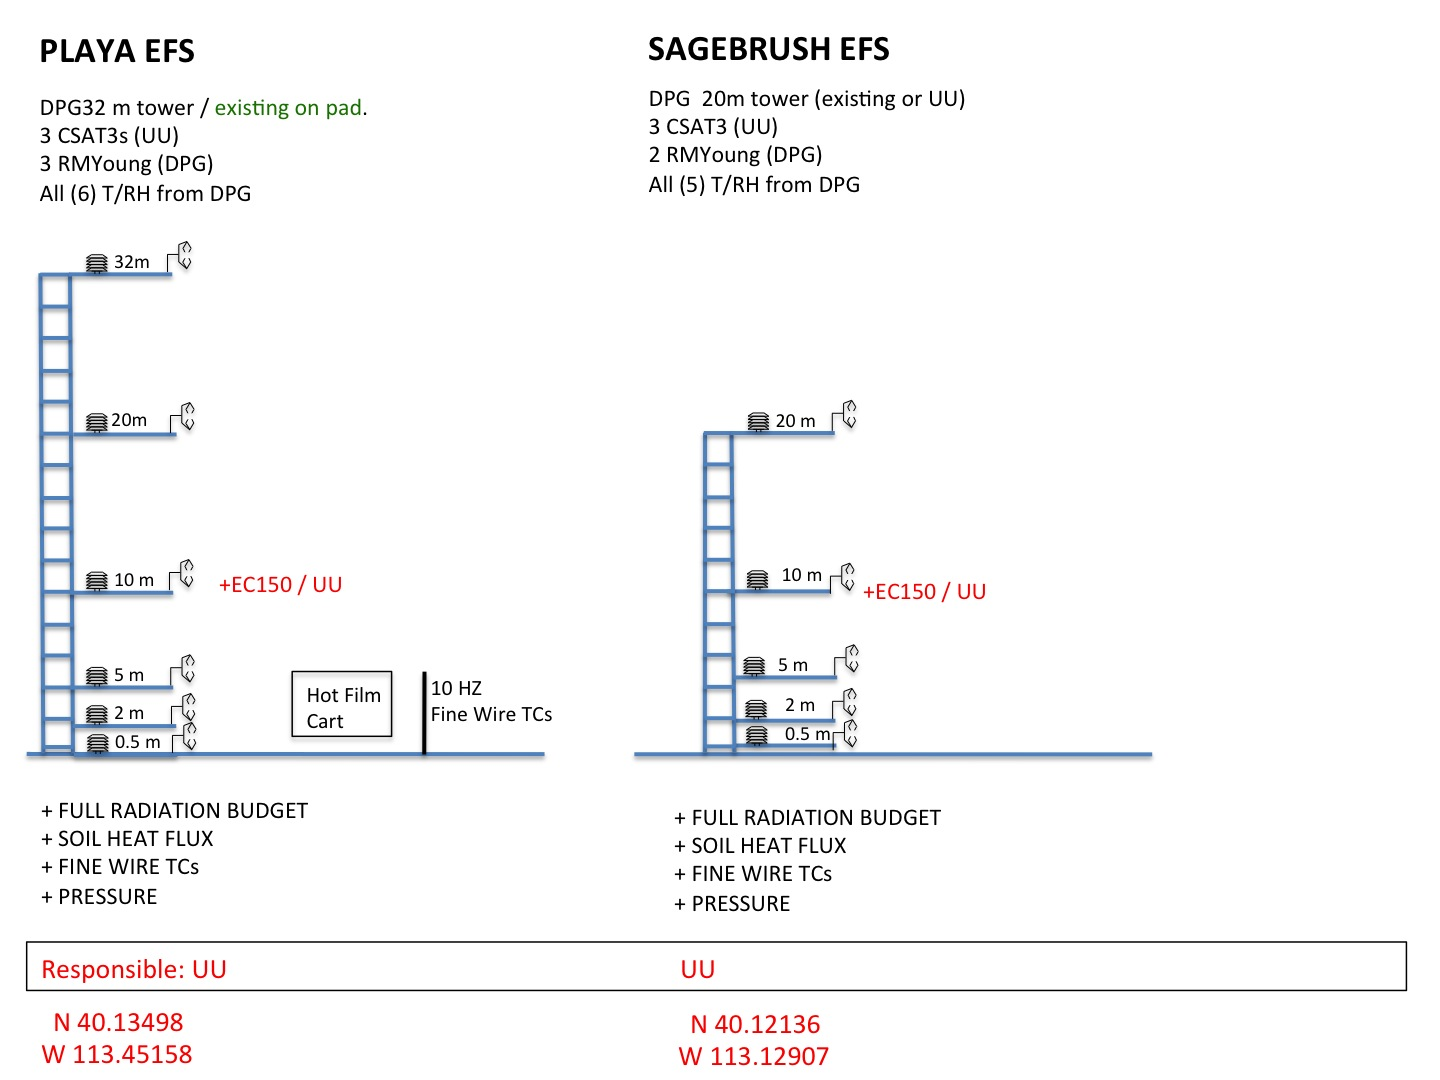 PLAYA EFS
DPG32 m tower / existing on pad.
3 CSAT3s (UU)
3 RMYoung (DPG)
All (6) T/RH from DPG
32m
20m
10 m
+EC150 / UU
5 m
2 m
0.5 m
Hot Film
Cart
10 HZ
Fine Wire TCs
+ FULL RADIATION BUDGET
+ SOIL HEAT FLUX
+ FINE WIRE TCs
+ PRESSURE
SAGEBRUSH EFS
DPG  20m tower (existing or UU)
3 CSAT3 (UU)
2 RMYoung (DPG)
All (5) T/RH from DPG
20 m
10 m
+EC150 / UU
5 m
2 m
0.5 m
+ FULL RADIATION BUDGET
+ SOIL HEAT FLUX
+ FINE WIRE TCs
+ PRESSURE
Responsible: UU
UU
N 40.13498
W 113.45158
N 40.12136
W 113.12907